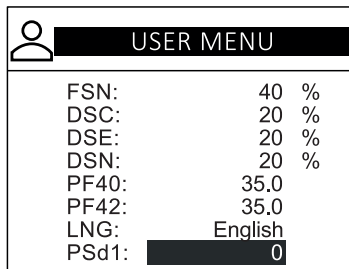 USER MENU
FSN: 40 %
DSC: 20 %
DSE: 20 %
DSN: 20 %
PF40: 35.0
PF42: 35.0
LNG: English
PSd1: 0